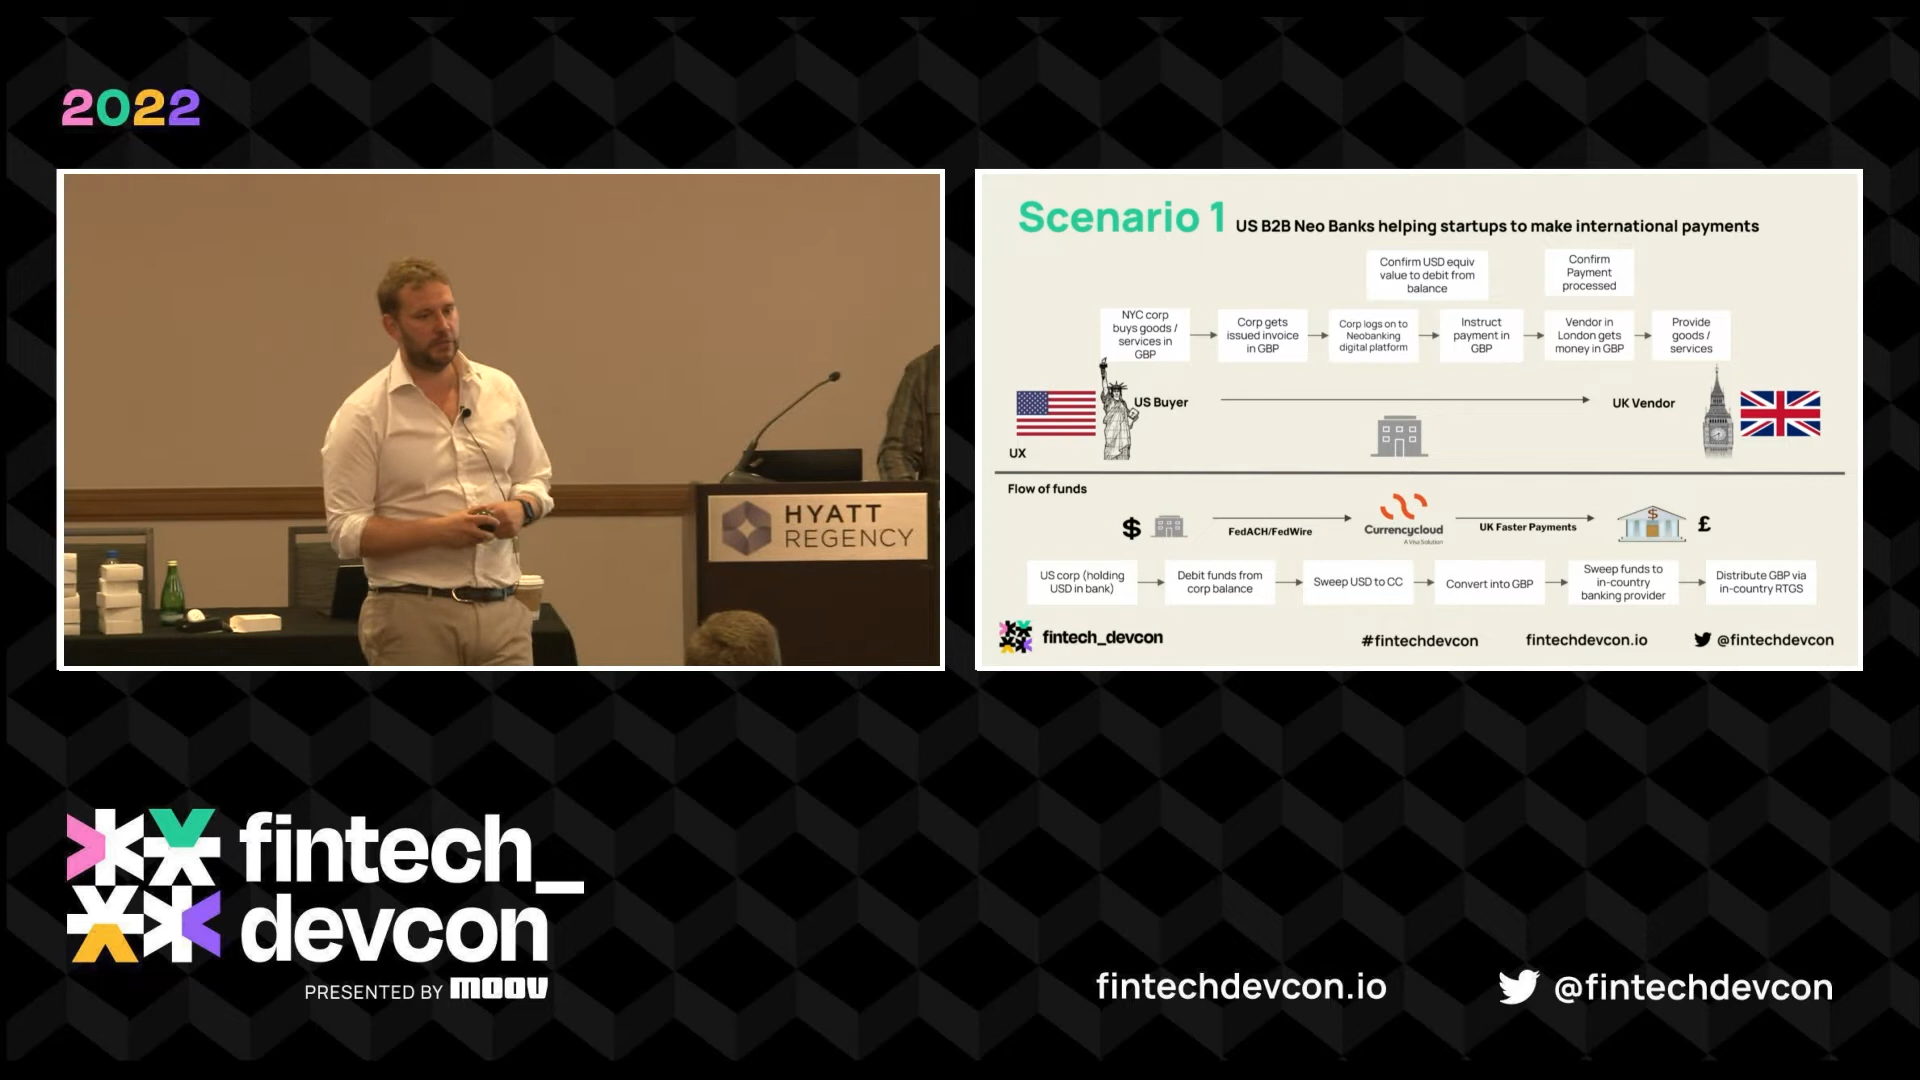 2022
HYATT
REGENCY
Scenario 1 US B2B Neo Banks helping startups to make international payments
Confirm USD equiv
value to debit from
balance
Confirm
Payment
processed
NYC corp
buys goods /
services in
GBP
Corp gets
issued invoice
in GBP
Corp logs on to
Neobanking
digital platform
Instruct
payment in
GBP
Vendor in
London gets
money in GBP
Provide
goods /
services
US Buyer
UK Vendor
UX
Flow of funds
$
FedACH/FedWire
Currencycloud
A Visa Solution
UK Faster Payments
$
£
US corp (holding
USD in bank)
Debit funds from
corp balance
Sweep USD to CC
Convert into GBP
Sweep funds to
in-country
banking provider
Distribute GBP via
in-country RTGS
fintech_devcon
#fintechdevcon
fintechdevcon.io
@fintechdevcon
fintech_
devcon
PRESENTED BY moov
fintechdevcon.io
@fintechdevcon